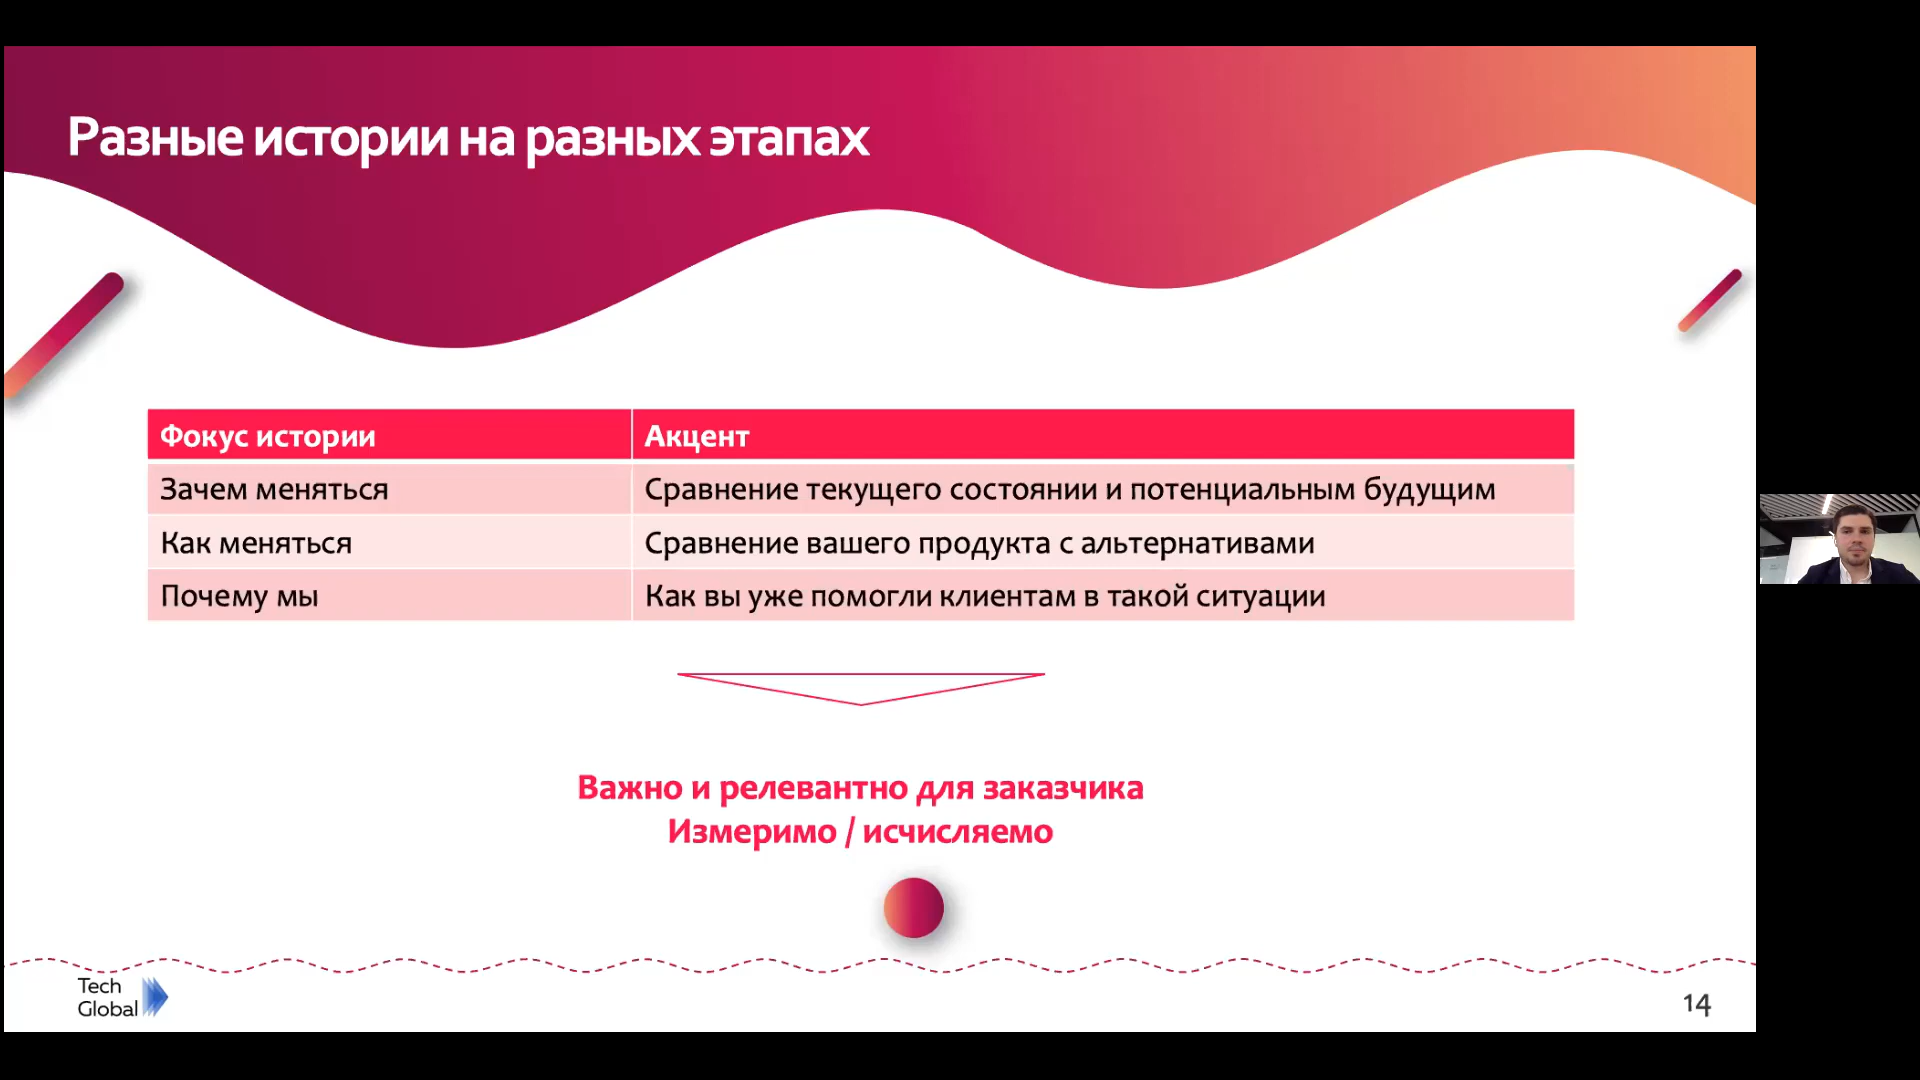 Разные истории на разных этапах
Фокус истории Акцент
Зачем меняться Сравнение текущего состоянии и потенциальным будущим
Как меняться Сравнение вашего продукта с альтернативами
Почему мы Как вы уже помогли клиентам в такой ситуации
Важно и релевантно для заказчика
Измеримо / исчисляемо
Tech
Global
14